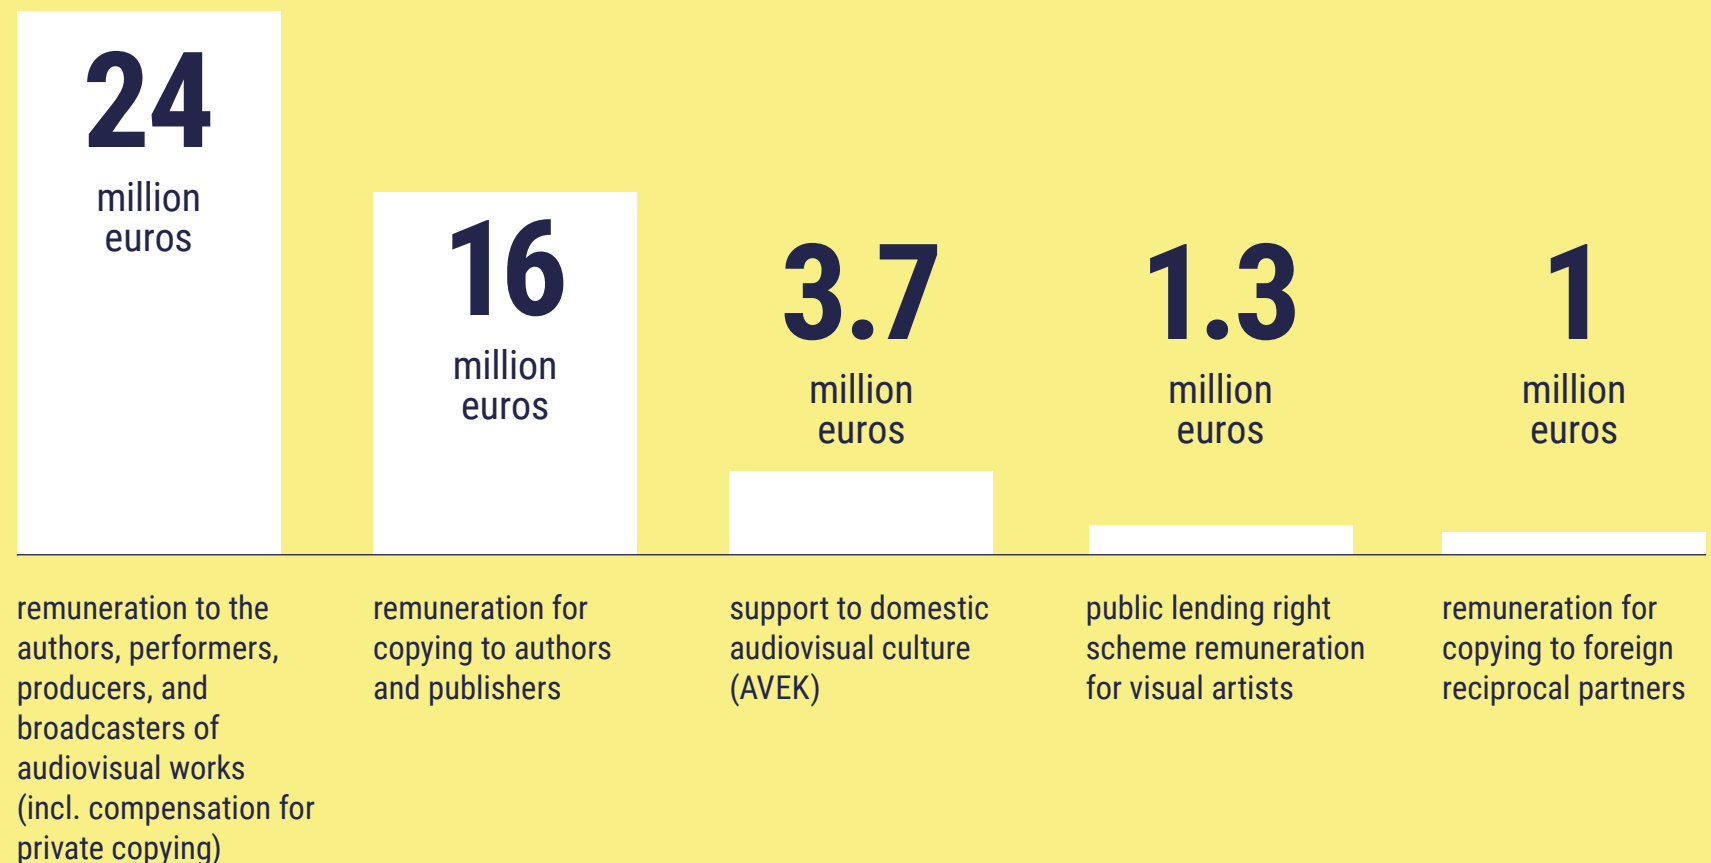 24
million
euros
16
million
euros
3.7
million
euros
1.3
million
euros
1
million
euros
remuneration to the
authors, performers,
producers, and
broadcasters of
audiovisual works
(incl. compensation for
private copying)
remuneration for
copying to authors
and publishers
support to domestic
audiovisual culture
(AVEK)
public lending right
scheme remuneration
for visual artists
remuneration for
copying to foreign
reciprocal partners